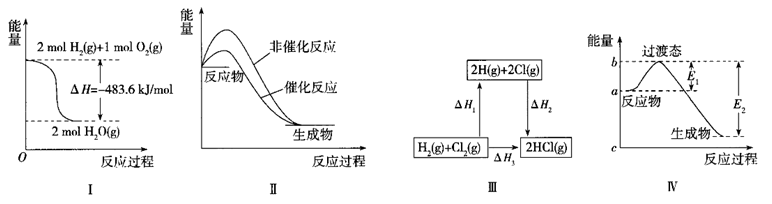 能量
2 mol H₂(g)+1 mol O₂(g)
ΔH=−483.6 kJ/mol
2 mol H₂O(g)
O
反应过程
Ⅰ
能量
非催化反应
反应物
催化反应
生成物
反应过程
Ⅱ
2H(g)+2Cl(g)
ΔH₁
ΔH₂
H₂(g)+Cl₂(g)
ΔH₃
2HCl(g)
Ⅲ
能量
过渡态
b
E₁
a
反应物
E₂
生成物
c
反应过程
Ⅳ